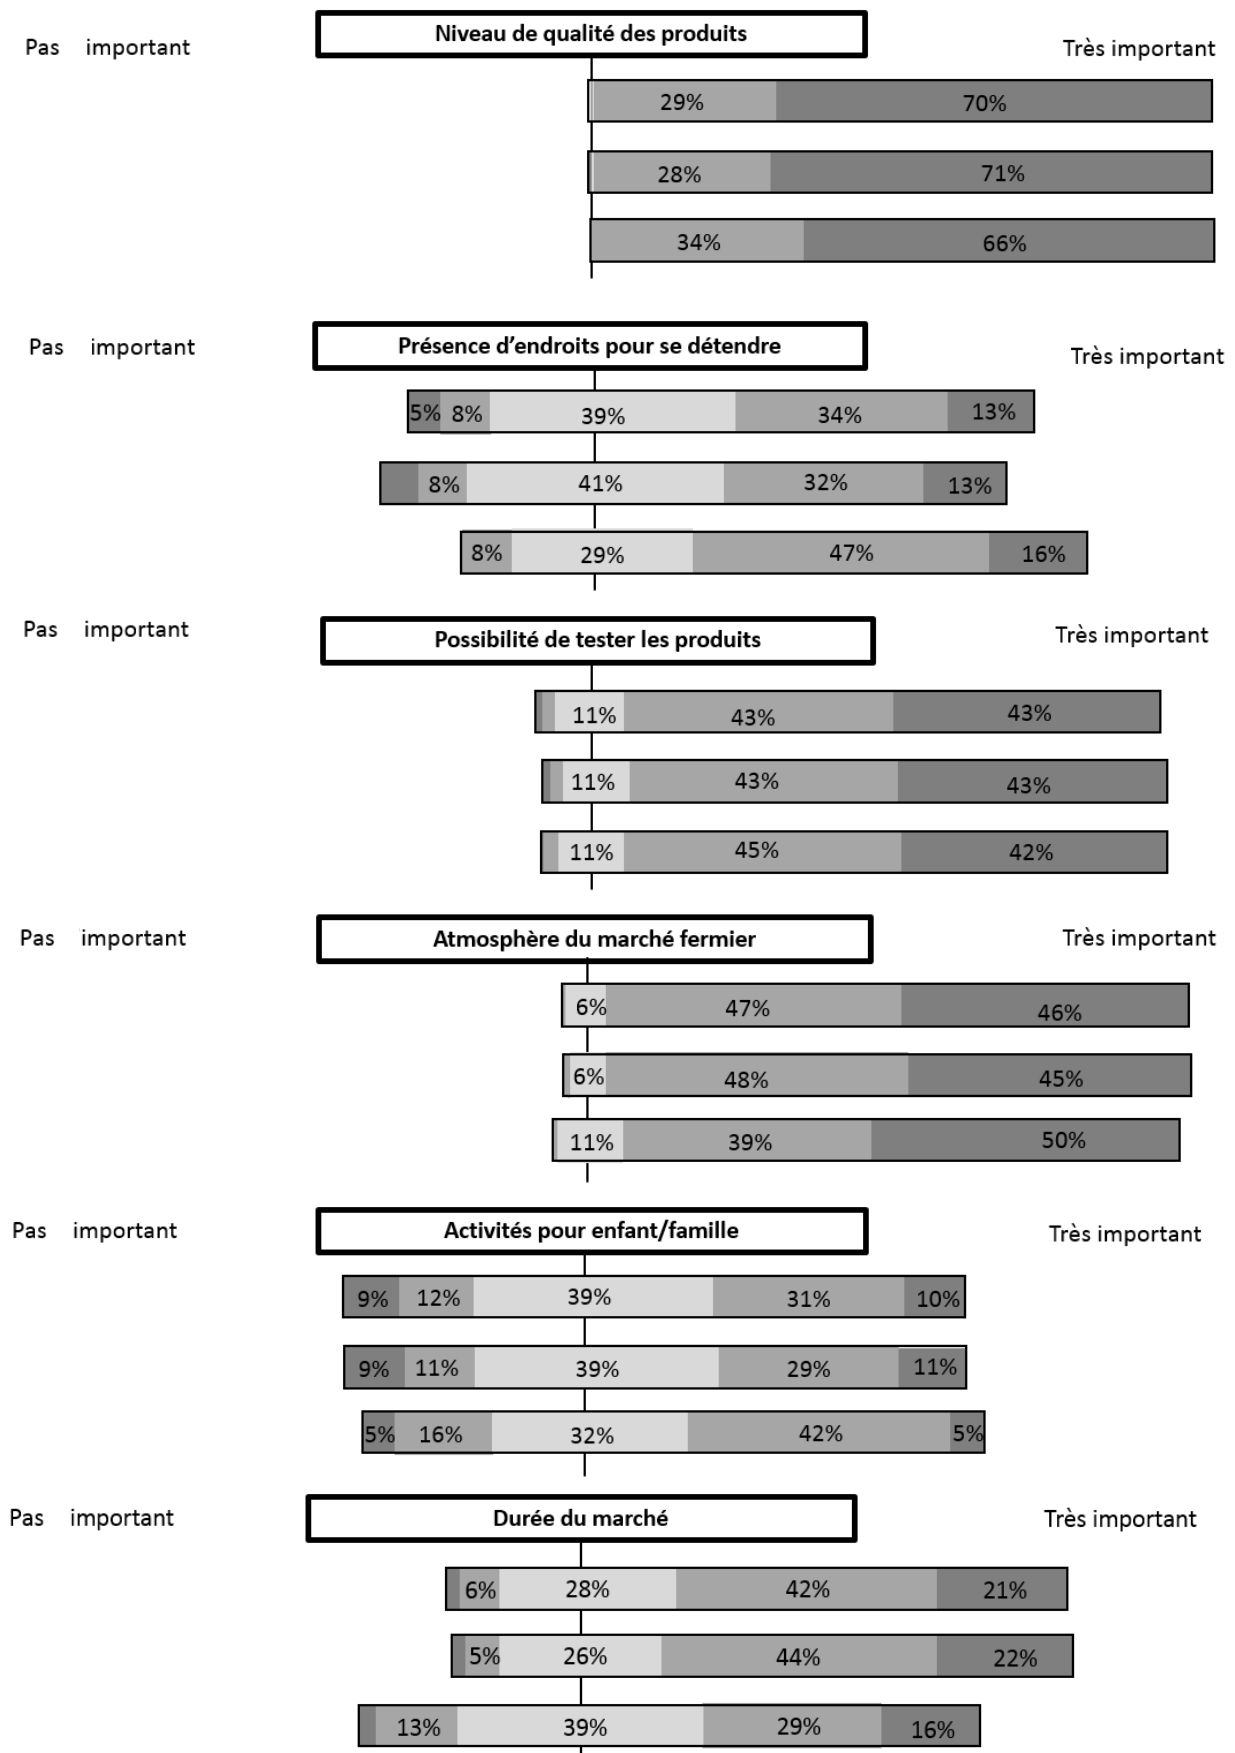 Niveau de qualité des produits
Pas important
Très important
29% 70%
28% 71%
34% 66%
Présence d'endroits pour se détendre
Pas important
Très important
5% 8% 39% 34% 13%
8% 41% 32% 13%
8% 29% 47% 16%
Possibilité de tester les produits
Pas important
Très important
11% 43% 43%
11% 43% 43%
11% 45% 42%
Atmosphère du marché fermier
Pas important
Très important
6% 47% 46%
6% 48% 45%
11% 39% 50%
Activités pour enfant/famille
Pas important
Très important
9% 12% 39% 31% 10%
9% 11% 39% 29% 11%
5% 16% 32% 42% 5%
Durée du marché
Pas important
Très important
6% 28% 42% 21%
5% 26% 44% 22%
13% 39% 29% 16%